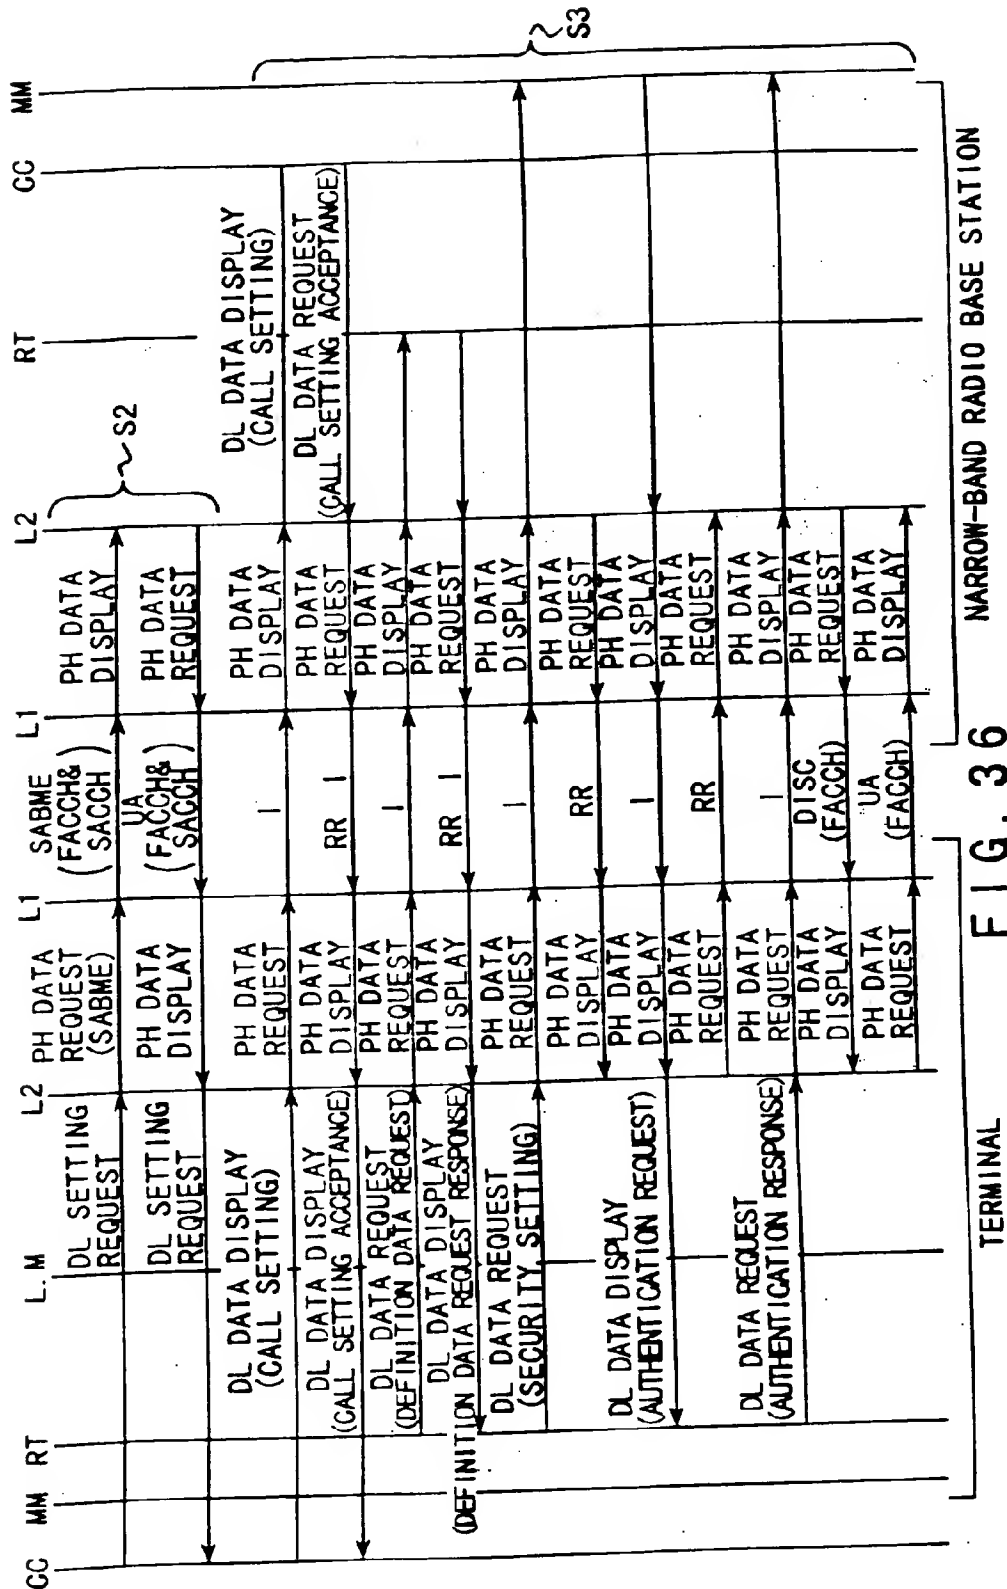 CC MM RT L.M L2 L1 L1 L2 RT CC MM
DL SETTING
REQUEST
PH DATA
REQUEST
(SABME)
SABME
(FACCH&
SACCH)
PH DATA
DISPLAY
S2
DL SETTING
REQUEST
PH DATA
DISPLAY
UA
(FACCH&
SACCH)
PH DATA
REQUEST
DL DATA DISPLAY
(CALL SETTING)
PH DATA
REQUEST
I
PH DATA
DISPLAY
DL DATA DISPLAY
(CALL SETTING)
DL DATA DISPLAY
(CALL SETTING ACCEPTANCE)
PH DATA
DISPLAY
RR I
PH DATA
REQUEST
DL DATA REQUEST
(CALL SETTING ACCEPTANCE)
DL DATA REQUEST
(DEFINITION DATA REQUEST)
PH DATA
REQUEST
I
PH DATA
DISPLAY
DL DATA DISPLAY
(DEFINITION DATA REQUEST RESPONSE)
PH DATA
DISPLAY
RR I
PH DATA
REQUEST
DL DATA REQUEST
(SECURITY SETTING)
PH DATA
REQUEST
I
PH DATA
DISPLAY
PH DATA
DISPLAY
RR
PH DATA
REQUEST
DL DATA DISPLAY
(AUTHENTICATION REQUEST)
PH DATA
DISPLAY
I
PH DATA
DISPLAY
PH DATA
REQUEST
RR
PH DATA
REQUEST
DL DATA REQUEST
(AUTHENTICATION RESPONSE)
PH DATA
REQUEST
I
PH DATA
DISPLAY
PH DATA
DISPLAY
DISC
(FACCH)
PH DATA
REQUEST
PH DATA
REQUEST
UA
(FACCH)
PH DATA
DISPLAY
S3
TERMINAL
NARROW-BAND RADIO BASE STATION
FIG. 36